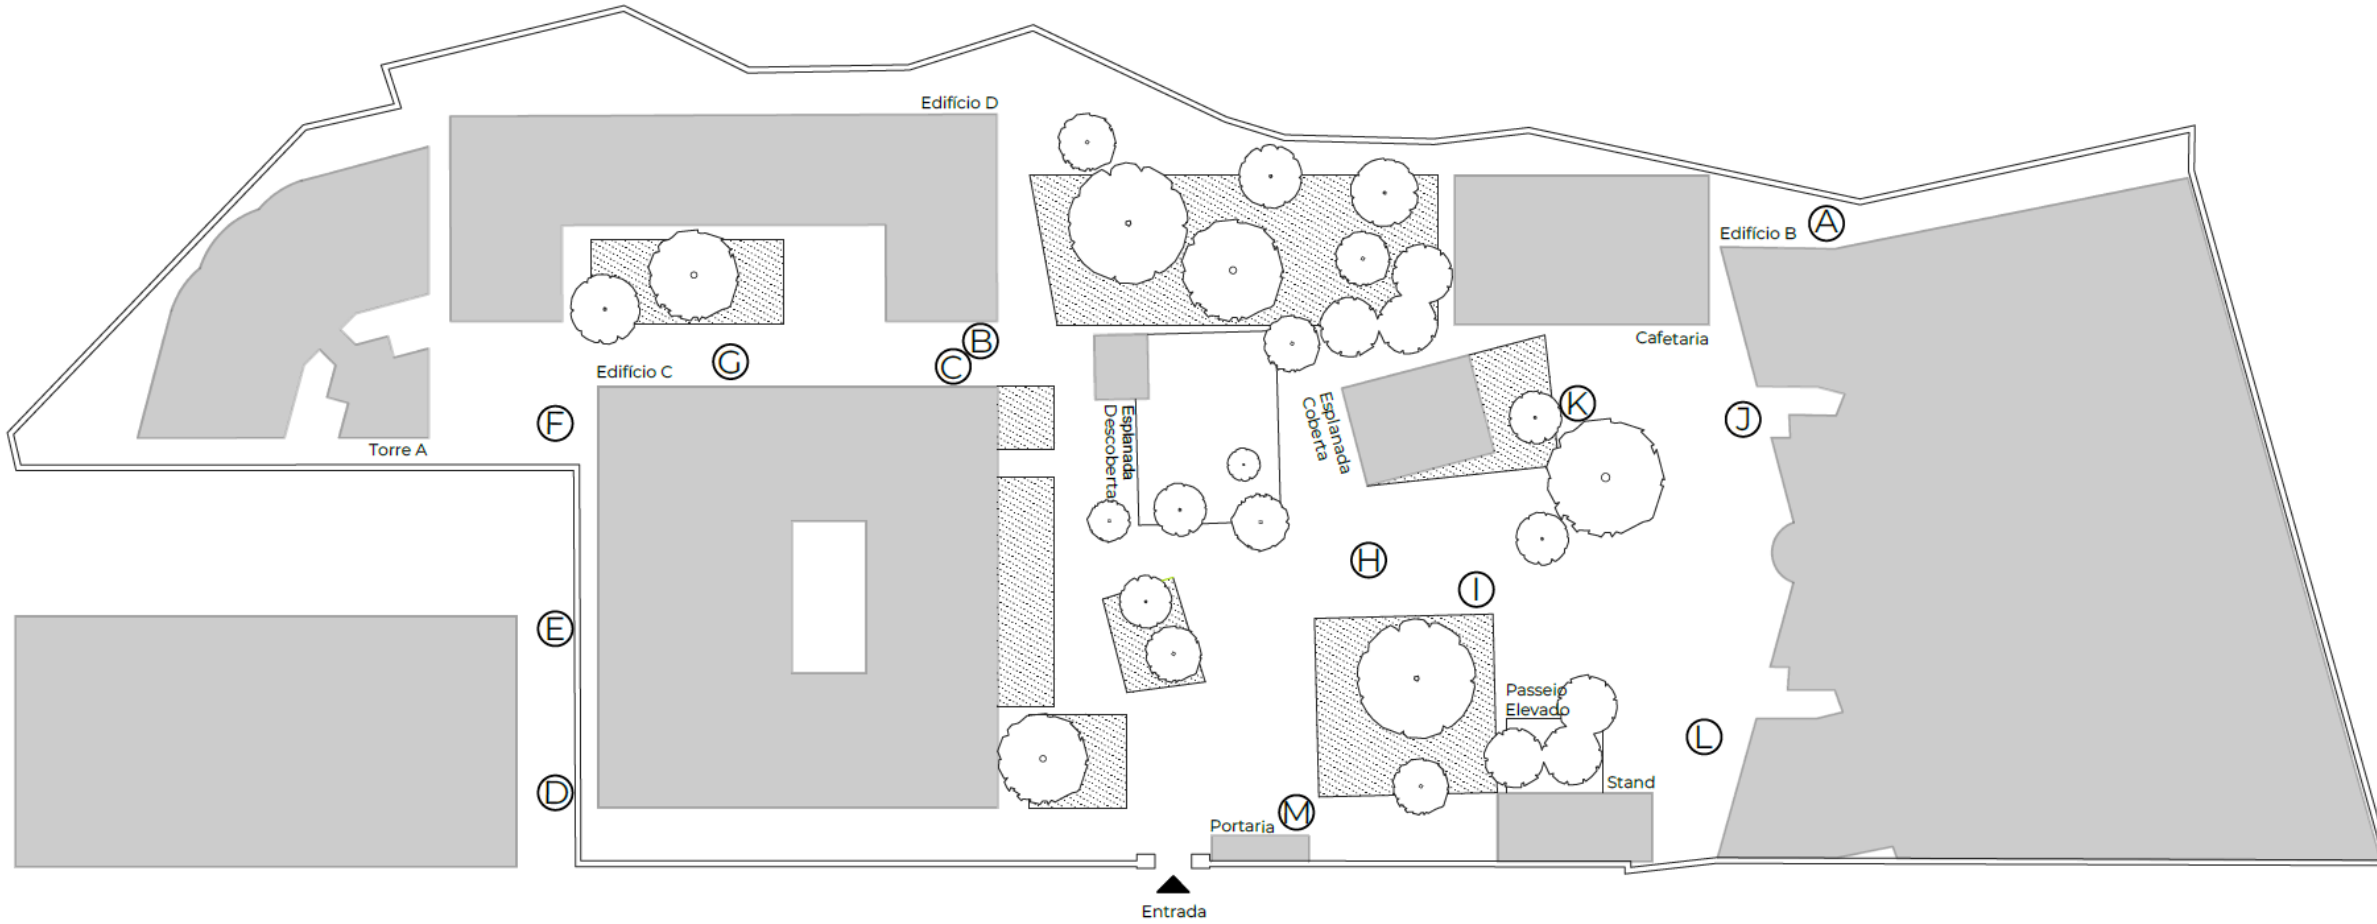 Edifício D
A
Edifício B
B
Cafetaria
C
G
Edifício C
K
Esplanada
Descoberta
Esplanada
Coberta
J
F
Torre A
H
I
E
Passeio
Elevado
L
Stand
D
M
Portaria
Entrada